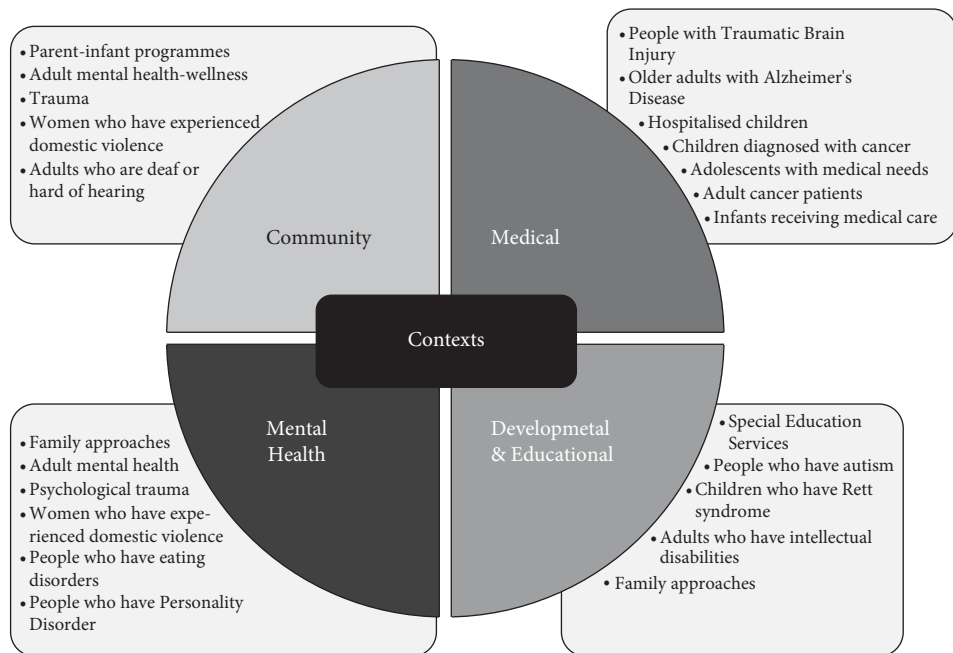 • Parent-infant programmes
• Adult mental health-wellness
• Trauma
• Women who have experienced
domestic violence
• Adults who are deaf or
hard of hearing
• People with Traumatic Brain
Injury
• Older adults with Alzheimer's
Disease
• Hospitalised children
• Children diagnosed with cancer
• Adolescents with medical needs
• Adult cancer patients
• Infants receiving medical care
Community
Medical
Contexts
Mental
Health
Developmetal
& Educational
• Family approaches
• Adult mental health
• Psychological trauma
• Women who have expe-
rienced domestic violence
• People who have eating
disorders
• People who have Personality
Disorder
• Special Education
Services
• People who have autism
• Children who have Rett
syndrome
• Adults who have intellectual
disabilities
• Family approaches